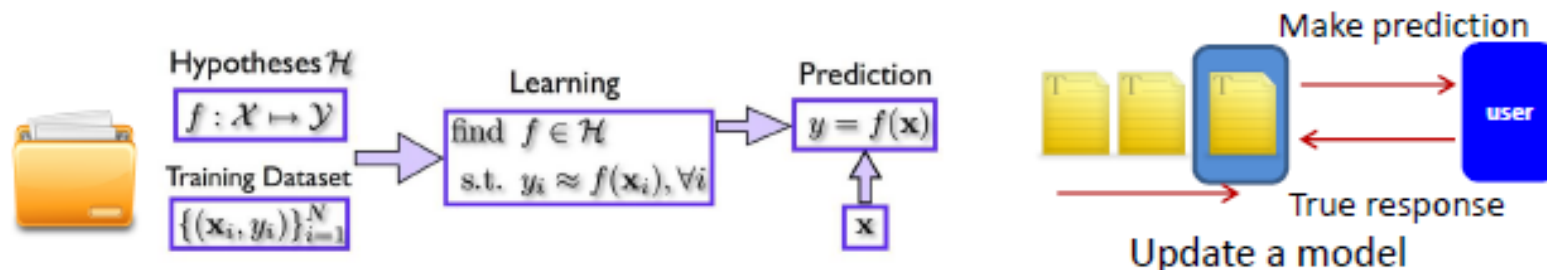 Hypotheses ℋ
f : 𝒳 ↦ 𝒴
Training Dataset
{(𝐱ᵢ, yᵢ)}ᵢ₌₁ᴺ
Learning
find f ∈ ℋ
s.t. yᵢ ≈ f(𝐱ᵢ), ∀i
Prediction
y = f(𝐱)
𝐱
Make prediction
T T T
user
True response
Update a model